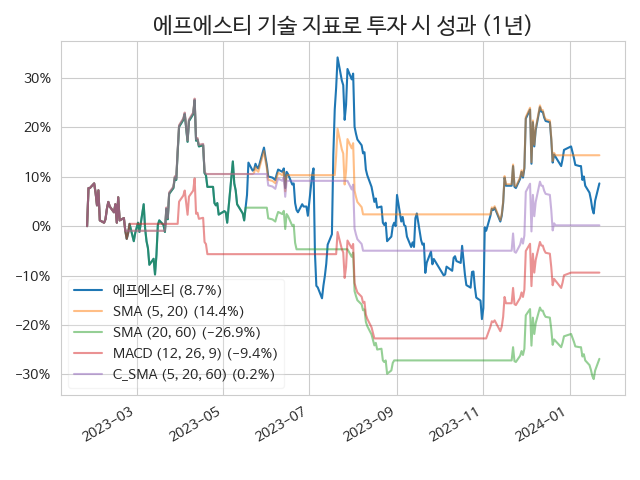 에프에스티 기술 지표로 투자 시 성과 (1년)
30%
20%
10%
0%
−10%
−20%
−30%
에프에스티 (8.7%)
SMA (5, 20) (14.4%)
SMA (20, 60) (−26.9%)
MACD (12, 26, 9) (−9.4%)
C_SMA (5, 20, 60) (0.2%)
2023−03
2023−05
2023−07
2023−09
2023−11
2024−01